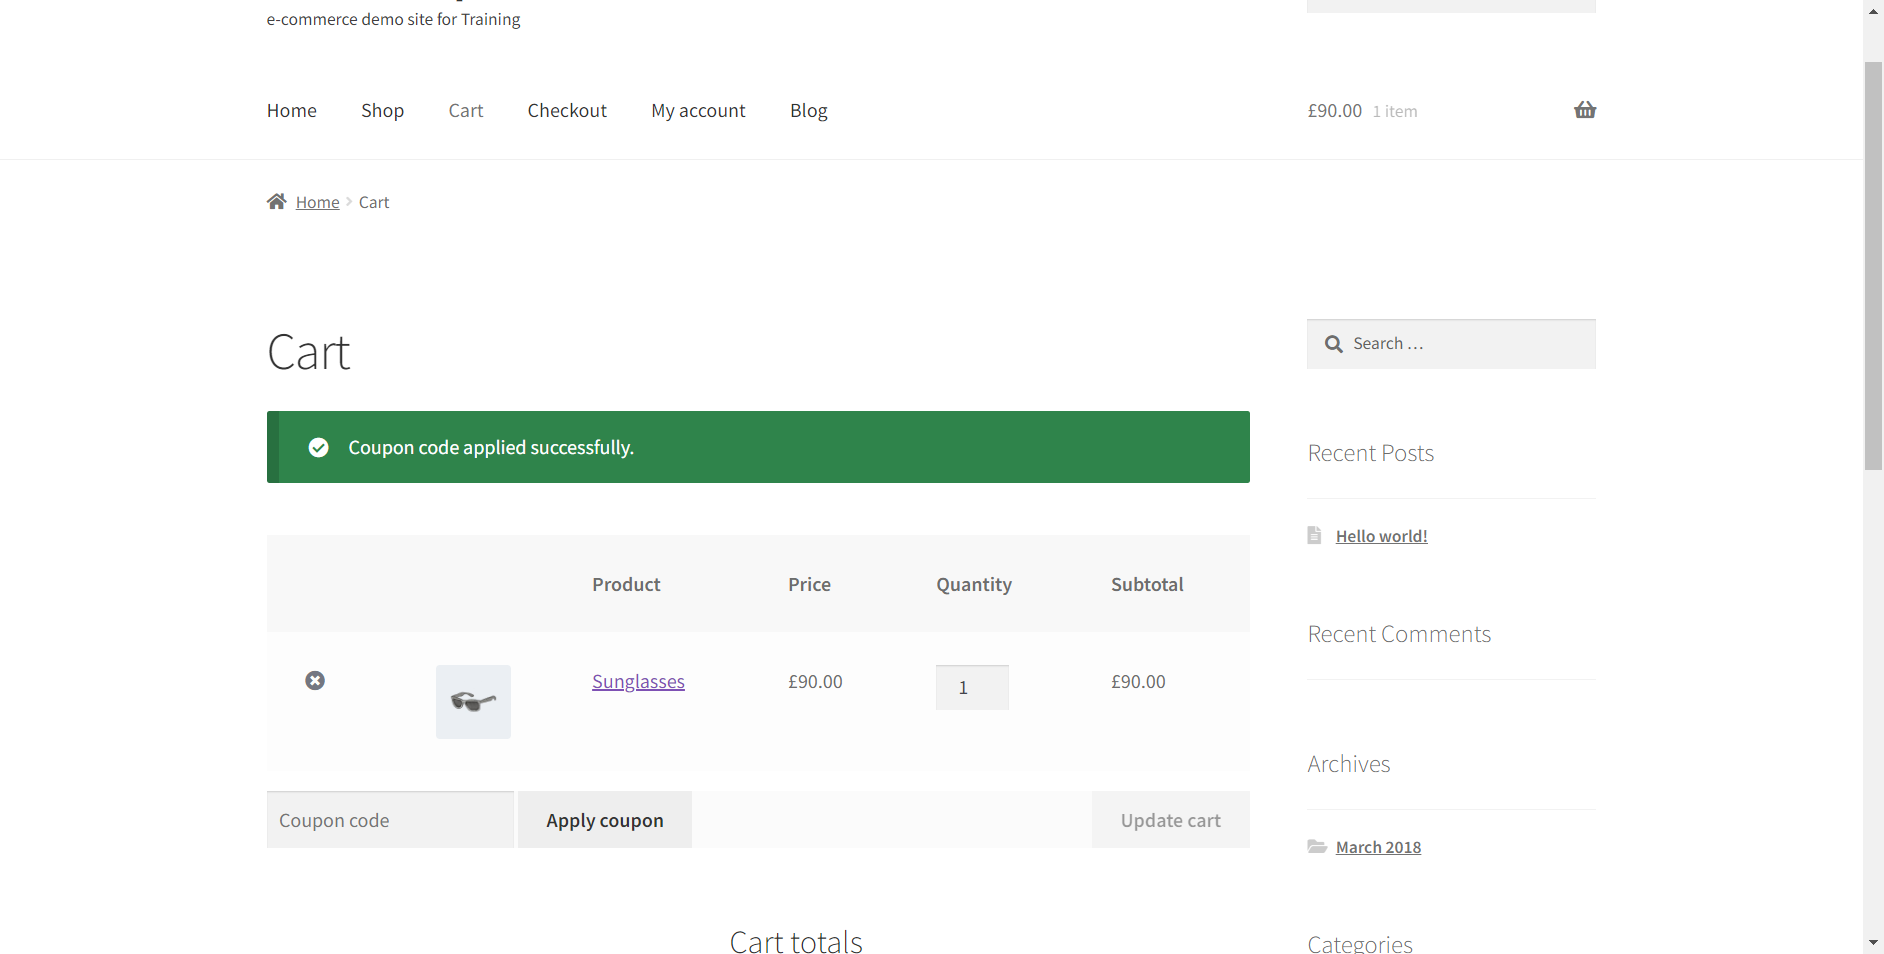 e-commerce demo site for Training
Home Shop Cart Checkout My account Blog £90.00 1 item
Home Cart
Cart
Coupon code applied successfully.
Product Price Quantity Subtotal
Sunglasses £90.00 1 £90.00
Coupon code Apply coupon Update cart
Cart totals
Search …
Recent Posts
Hello world!
Recent Comments
Archives
March 2018
Categories